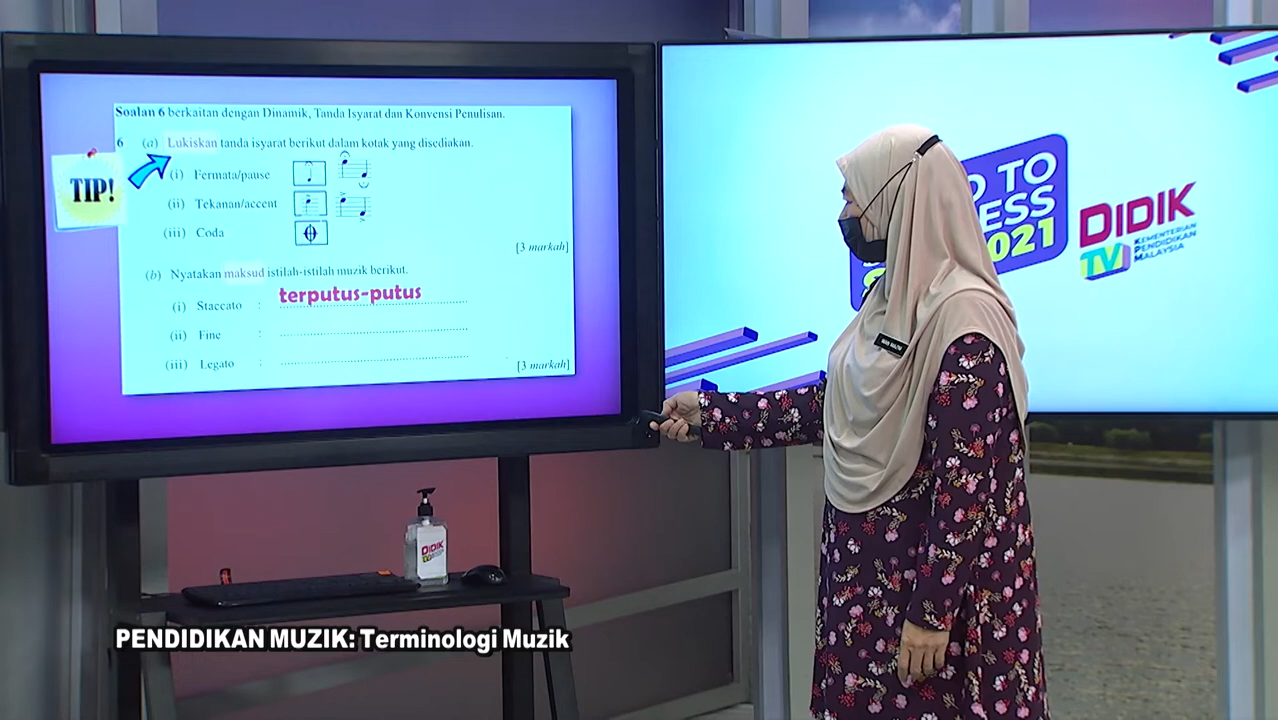 Soalan 6 berkaitan dengan Dinamik, Tanda Isyarat dan Konvensi Penulisan.
6 (a) Lukiskan tanda isyarat berikut dalam kotak yang disediakan.
TIP!
(i) Fermata/pause
(ii) Tekanan/accent
(iii) Coda
[3 markah]
(b) Nyatakan maksud istilah-istilah muzik berikut.
(i) Staccato : terputus-putus
(ii) Fine :
(iii) Legato :
[3 markah]
TO
ESS
2021
DIDIK
TV
KEMENTERIAN
PENDIDIKAN
MALAYSIA
DIDIK
TV
PENDIDIKAN MUZIK: Terminologi Muzik